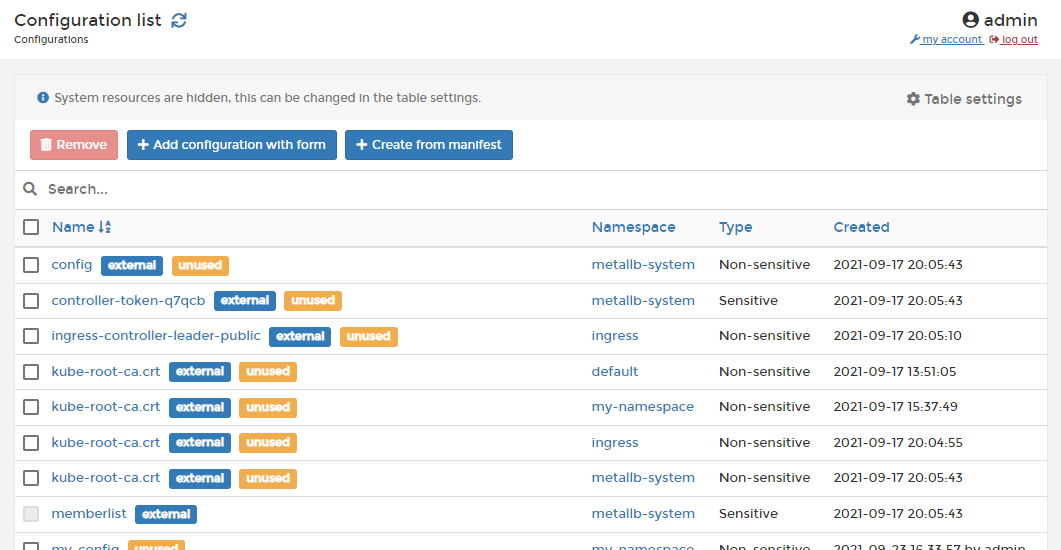 Configuration list
Configurations
admin
my account log out
System resources are hidden, this can be changed in the table settings.
Table settings
Remove Add configuration with form Create from manifest
Search...
Name Namespace Type Created
config external unused metallb-system Non-sensitive 2021-09-17 20:05:43
controller-token-q7qcb external unused metallb-system Sensitive 2021-09-17 20:05:43
ingress-controller-leader-public external unused ingress Non-sensitive 2021-09-17 20:05:10
kube-root-ca.crt external unused default Non-sensitive 2021-09-17 13:51:05
kube-root-ca.crt external unused my-namespace Non-sensitive 2021-09-17 15:37:49
kube-root-ca.crt external unused ingress Non-sensitive 2021-09-17 20:04:55
kube-root-ca.crt external unused metallb-system Non-sensitive 2021-09-17 20:05:43
memberlist external metallb-system Sensitive 2021-09-17 20:05:43
my_config unused my-namespace Non-sensitive 2021-09-23 16:33:57 by admin